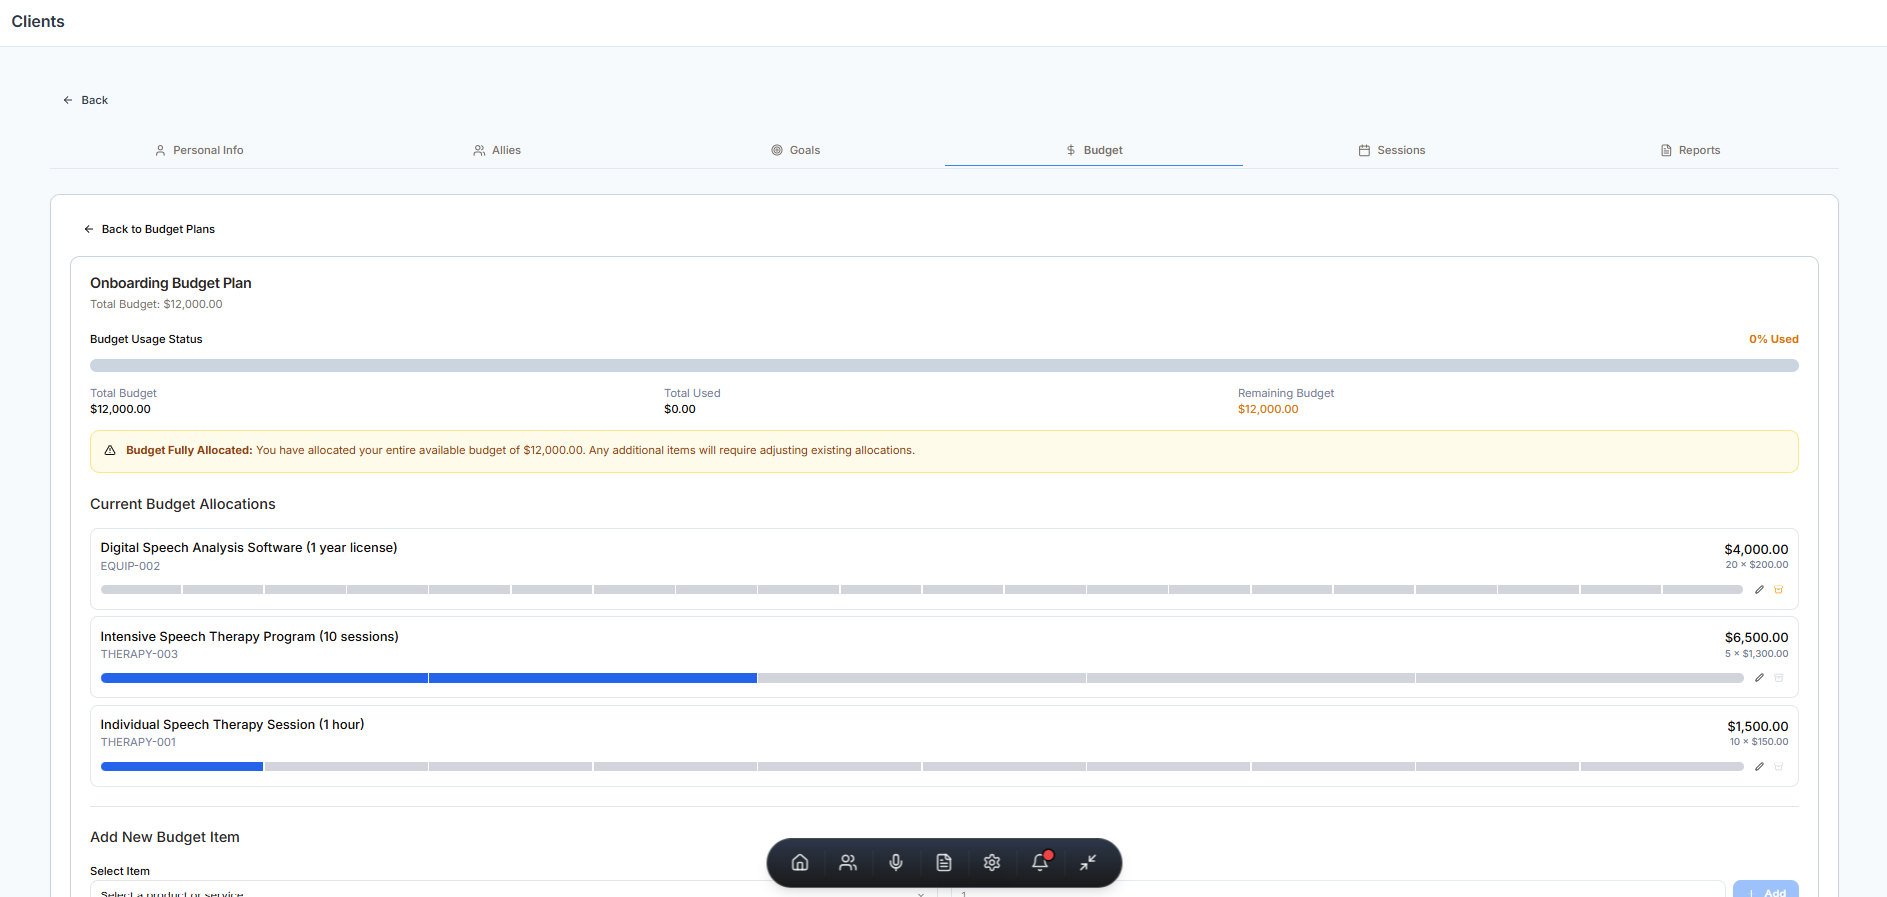 Clients
Back
Personal Info
Allies
Goals
Budget
Sessions
Reports
Back to Budget Plans
Onboarding Budget Plan
Total Budget: $12,000.00
Budget Usage Status
0% Used
Total Budget
$12,000.00
Total Used
$0.00
Remaining Budget
$12,000.00
Budget Fully Allocated: You have allocated your entire available budget of $12,000.00. Any additional items will require adjusting existing allocations.
Current Budget Allocations
Digital Speech Analysis Software (1 year license)
EQUIP-002
$4,000.00
20 × $200.00
Intensive Speech Therapy Program (10 sessions)
THERAPY-003
$6,500.00
5 × $1,300.00
Individual Speech Therapy Session (1 hour)
THERAPY-001
$1,500.00
10 × $150.00
Add New Budget Item
Select Item
Select a product or service
1
Add